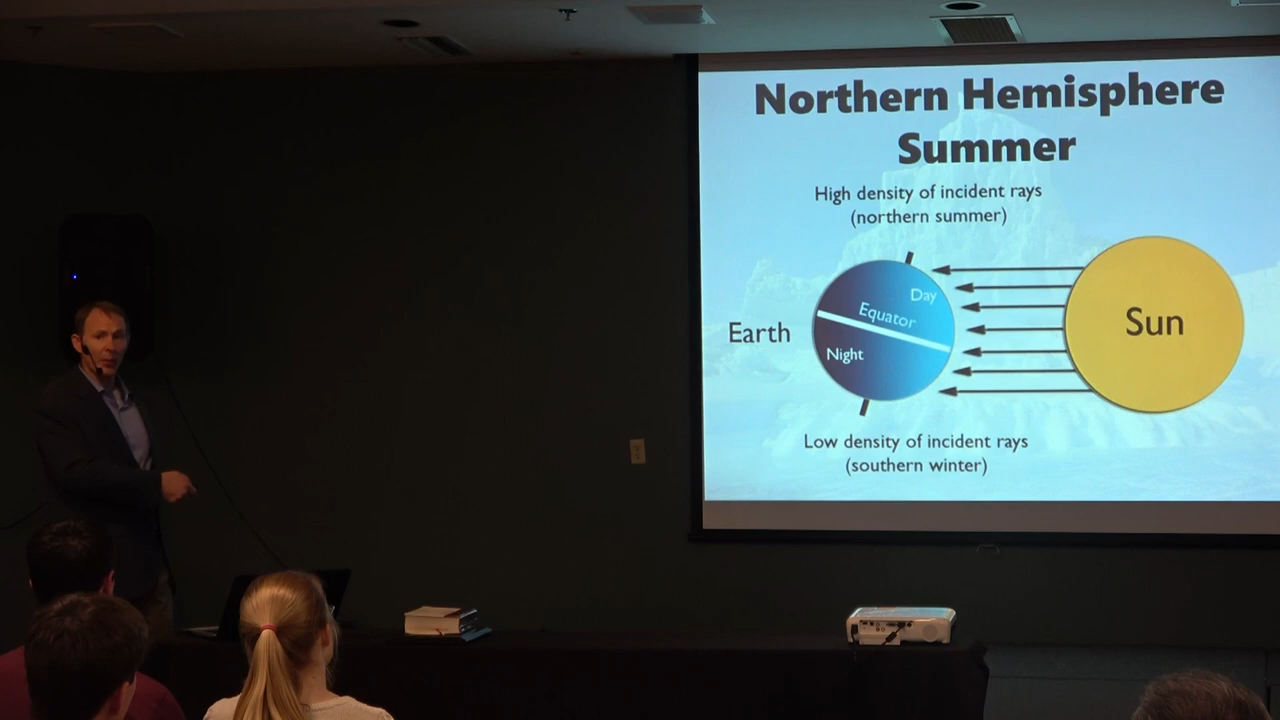 Northern Hemisphere
Summer
High density of incident rays
(northern summer)
Day
Equator
Earth
Night
Sun
Low density of incident rays
(southern winter)